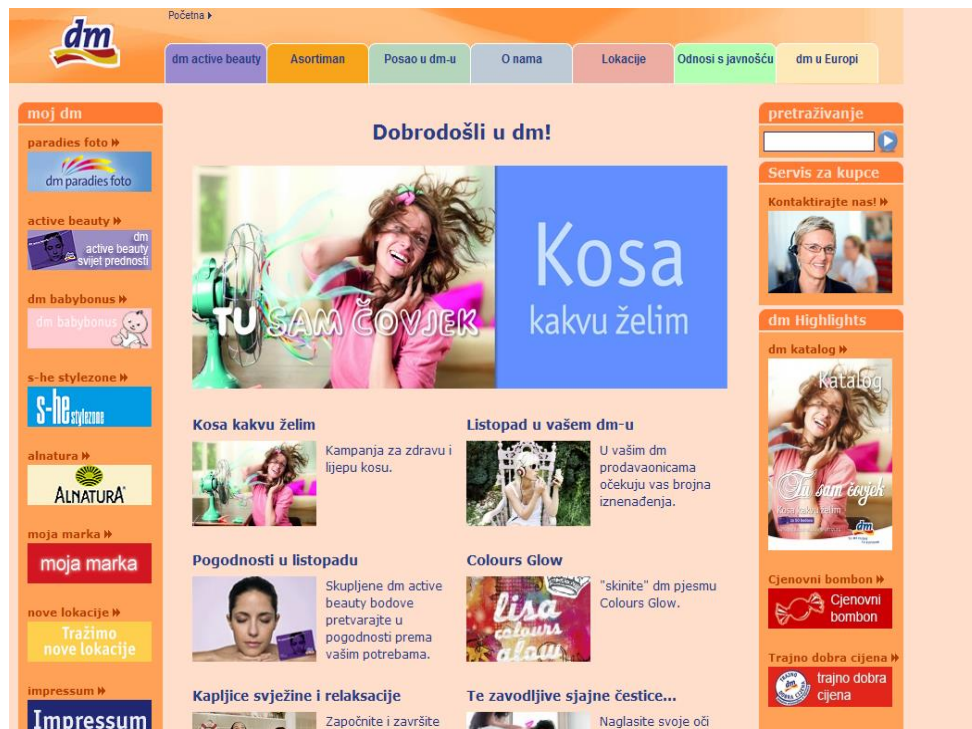 Početna
dm
dm active beauty
Asortiman
Posao u dm-u
O nama
Lokacije
Odnosi s javnošću
dm u Europi
moj dm
paradies foto
dm paradies foto
active beauty
dm
active beauty
svijet prednosti
dm babybonus
dm babybonus
s-he stylezone
s-he stylezone
alnatura
ALNATURA
moja marka
moja marka
nove lokacije
Tražimo
nove lokacije
impressum
Impressum
Dobrodošli u dm!
TU SAM ČOVJEK
Kosa
kakvu želim
Kosa kakvu želim
Kampanja za zdravu i
lijepu kosu.
Listopad u vašem dm-u
U vašim dm
prodavaonicama
očekuju vas brojna
iznenađenja.
Pogodnosti u listopadu
Skupljene dm active
beauty bodove
pretvarajte u
pogodnosti prema
vašim potrebama.
Colours Glow
lisa
colours
glow
"skinite" dm pjesmu
Colours Glow.
Kapljice svježine i relaksacije
Započnite i završite
Te zavodljive sjajne čestice...
Naglasite svoje oči
pretraživanje
Servis za kupce
Kontaktirajte nas!
dm Highlights
dm katalog
Katalog
Tu sam čovjek
Kosa kakvu želim
dm
Cjenovni bombon
Cjenovni
bombon
Trajno dobra cijena
trajno dobra
cijena